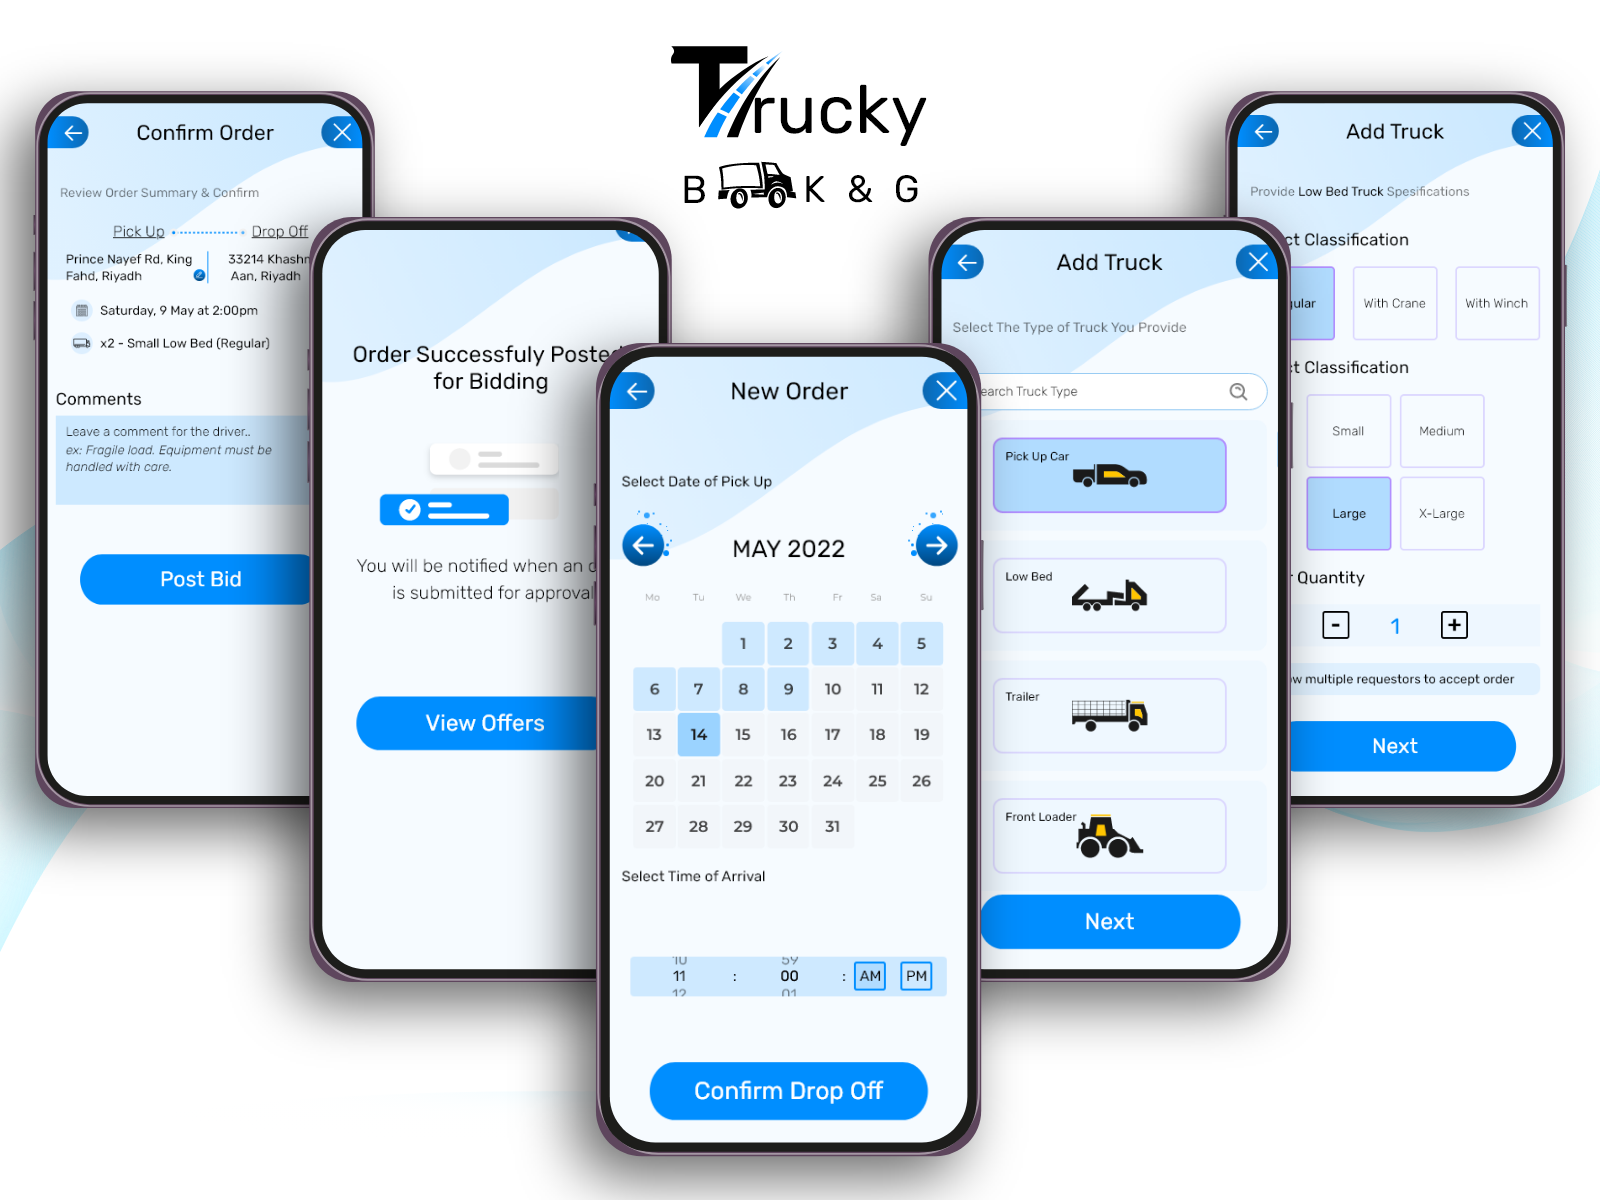 Trucky
B K & G
Confirm Order
Review Order Summary & Confirm
Pick Up
Drop Off
Prince Nayef Rd, King
Fahd, Riyadh
33214 Khashm
Aan, Riyadh
Saturday, 9 May at 2:00pm
x2 - Small Low Bed (Regular)
Comments
Leave a comment for the driver..
ex: Fragile load. Equipment must be
handled with care.
Post Bid
Order Successfuly Posted
for Bidding
You will be notified when an
is submitted for approval
View Offers
New Order
Select Date of Pick Up
MAY 2022
Mo Tu We Th Fr Sa Su
1 2 3 4 5
6 7 8 9 10 11 12
13 14 15 16 17 18 19
20 21 22 23 24 25 26
27 28 29 30 31
Select Time of Arrival
10 59
11 : 00 : AM PM
12 01
Confirm Drop Off
Add Truck
Select The Type of Truck You Provide
earch Truck Type
Pick Up Car
Low Bed
Trailer
Front Loader
Next
Add Truck
Provide Low Bed Truck Spesifications
ct Classification
gular
With Crane
With Winch
ct Classification
Small
Medium
Large
X-Large
r Quantity
- 1 +
ow multiple requestors to accept order
Next